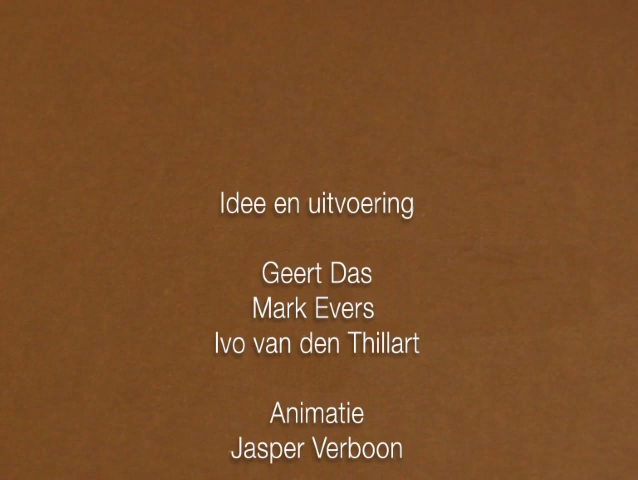 Idee en uitvoering
Geert Das
Mark Evers
Ivo van den Thillart
Animatie
Jasper Verboon